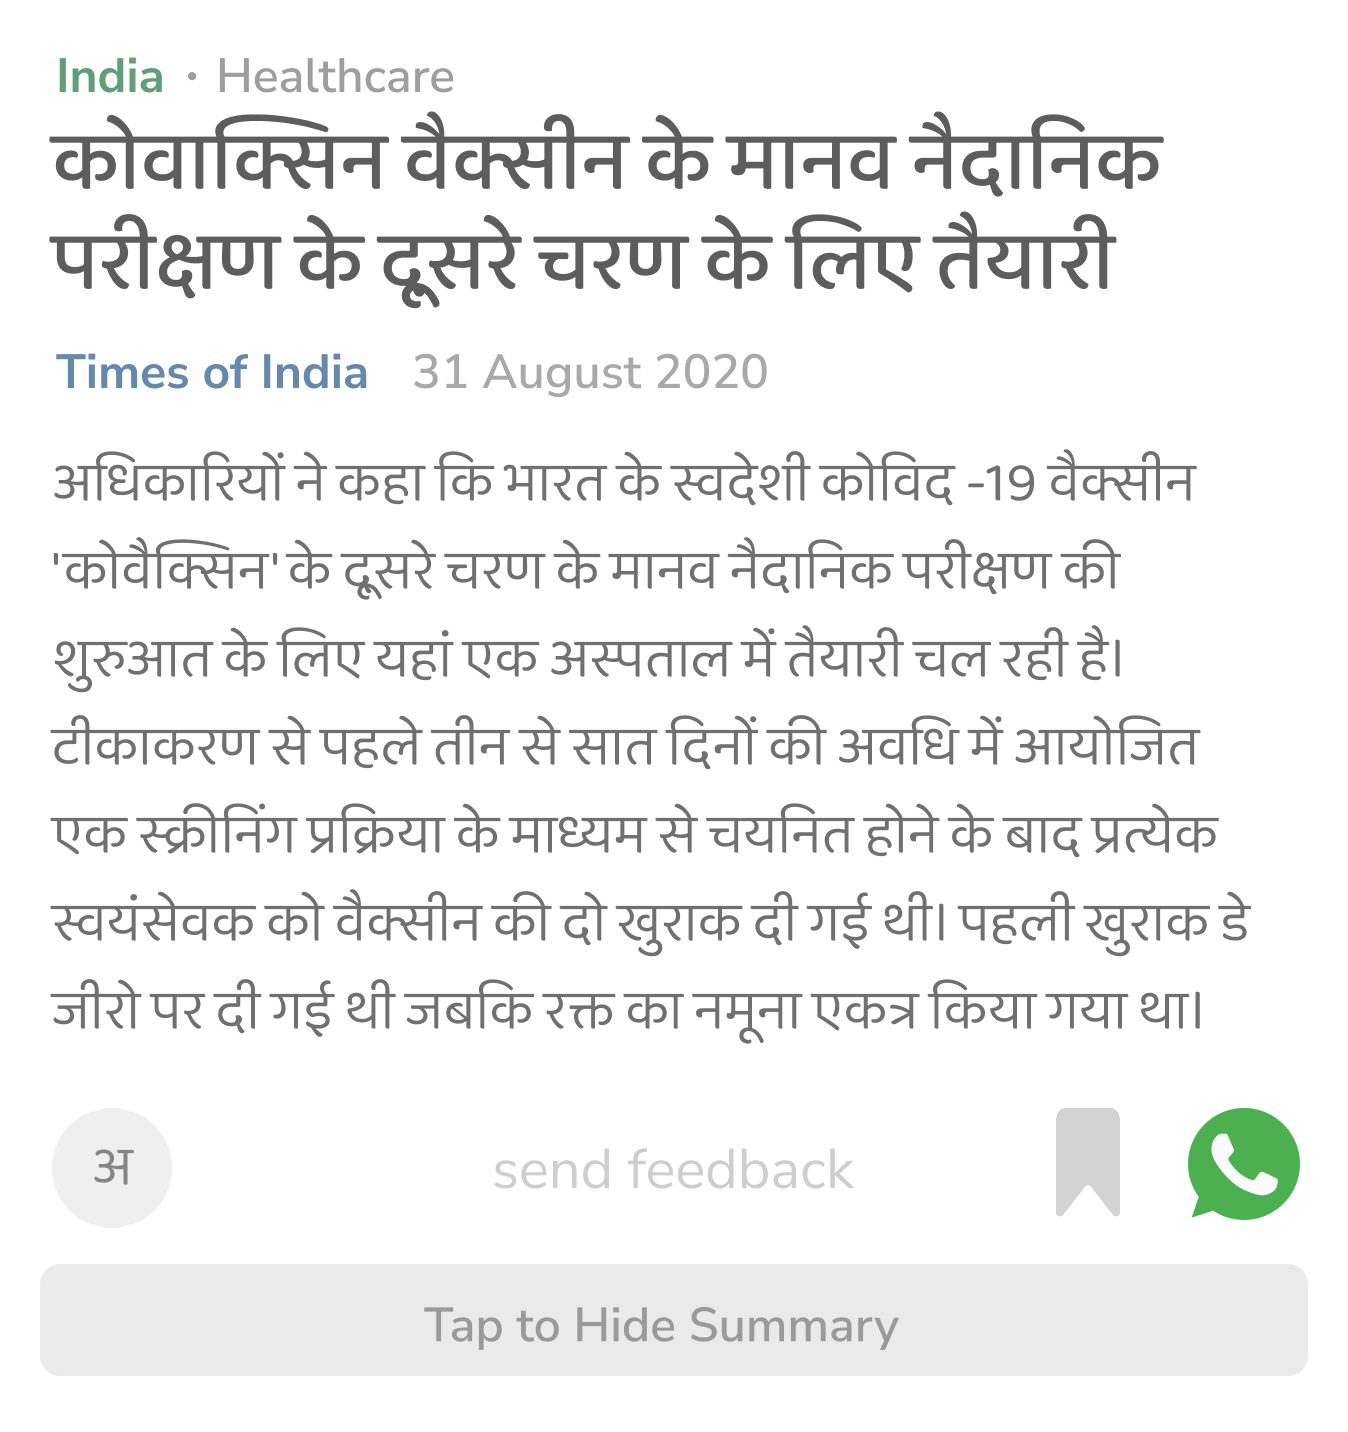 India · Healthcare
कोवाक्सिन वैक्सीन के मानव नैदानिक
परीक्षण के दूसरे चरण के लिए तैयारी
Times of India 31 August 2020
अधिकारियों ने कहा कि भारत के स्वदेशी कोविद -19 वैक्सीन
'कोवैक्सिन' के दूसरे चरण के मानव नैदानिक परीक्षण की
शुरुआत के लिए यहां एक अस्पताल में तैयारी चल रही है।
टीकाकरण से पहले तीन से सात दिनों की अवधि में आयोजित
एक स्क्रीनिंग प्रक्रिया के माध्यम से चयनित होने के बाद प्रत्येक
स्वयंसेवक को वैक्सीन की दो खुराक दी गई थी। पहली खुराक डे
जीरो पर दी गई थी जबकि रक्त का नमूना एकत्र किया गया था।
अ send feedback
Tap to Hide Summary